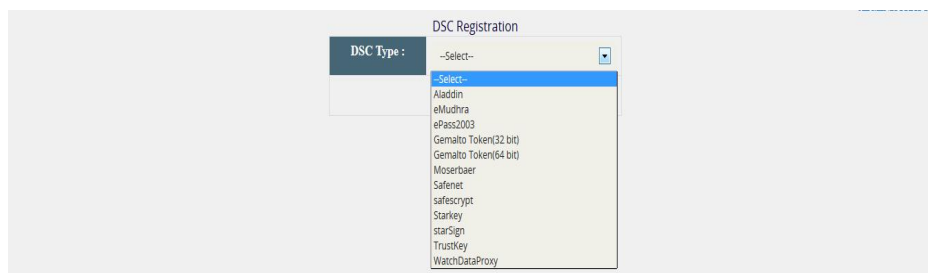 DSC Registration
DSC Type :
--Select--
--Select--
Aladdin
eMudhra
ePass2003
Gemalto Token(32 bit)
Gemalto Token(64 bit)
Moserbaer
Safenet
safescrypt
Starkey
starSign
TrustKey
WatchDataProxy